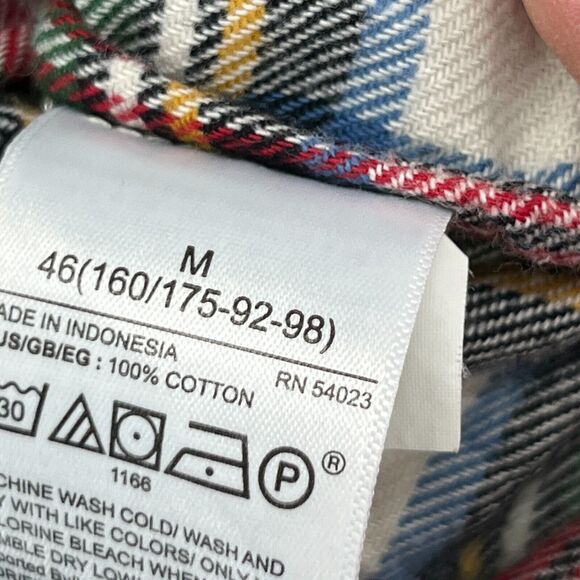 M
46(160/175-92-98)
ADE IN INDONESIA
US/GB/EG : 100% COTTON
RN 54023
30
P
®
1166
CHINE WASH COLD/ WASH AND
Y WITH LIKE COLORS/ ONLY
LORINE BLEACH WHEN
MBLE DRY LOW